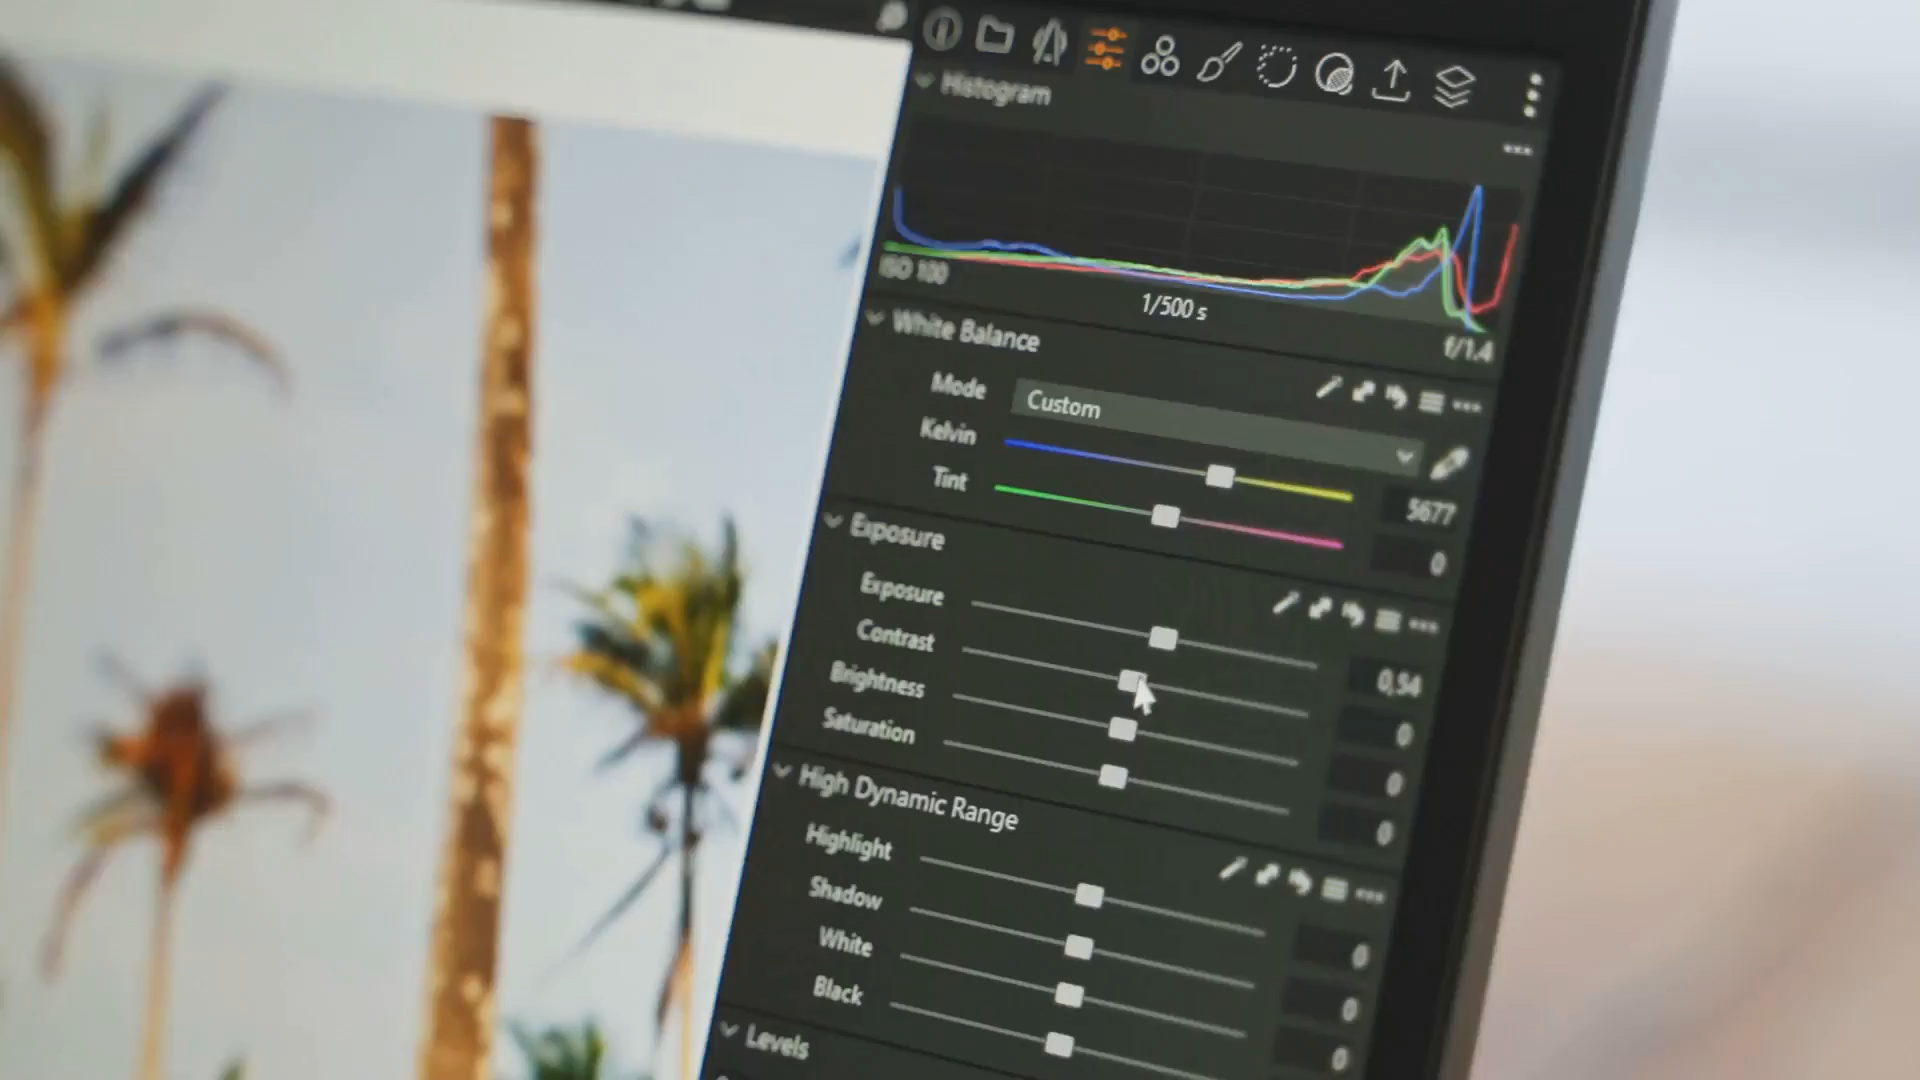 Histogram
ISO 100
1/500 s
f/1.4
White Balance
Mode Custom
Kelvin 5677
Tint 0
Exposure
Exposure 0,54
Contrast 0
Brightness 0
Saturation 0
High Dynamic Range
Highlight 0
Shadow 0
White 0
Black
Levels